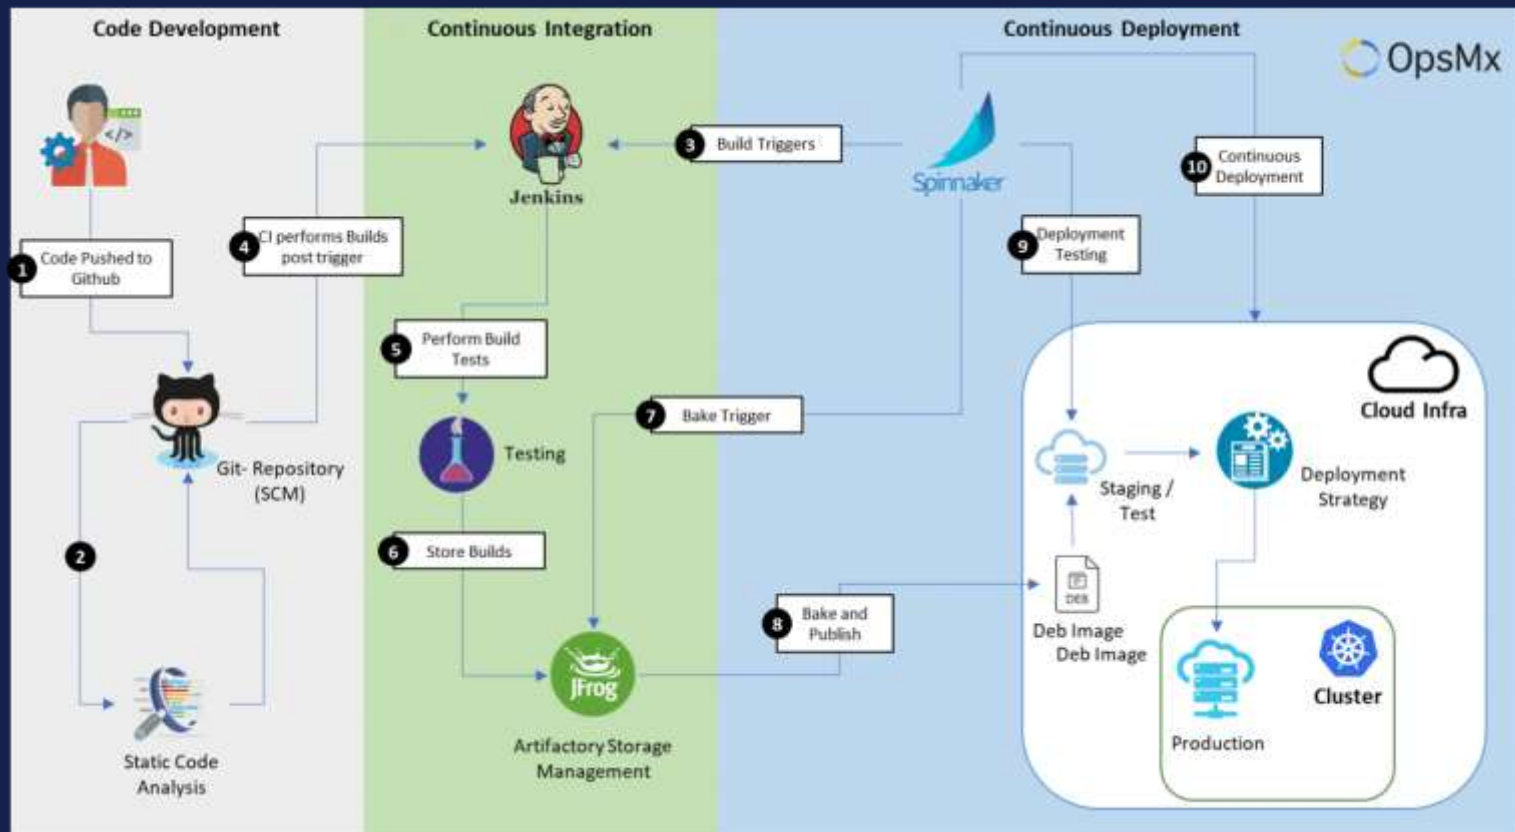 Code Development
Continuous Integration
Continuous Deployment
OpsMx
</>
Jenkins
3
Build Triggers
Spinnaker
10
Continuous
Deployment
1
Code Pushed to
Github
4
CI performs Builds
post trigger
9
Deployment
Testing
5
Perform Build
Tests
7
Bake Trigger
Cloud Infra
Git- Repository
(SCM)
Testing
Staging /
Test
Deployment
Strategy
2
6
Store Builds
DEB
8
Bake and
Publish
Deb Image
Deb Image
JFrog
Cluster
Production
Artifactory Storage
Management
Static Code
Analysis